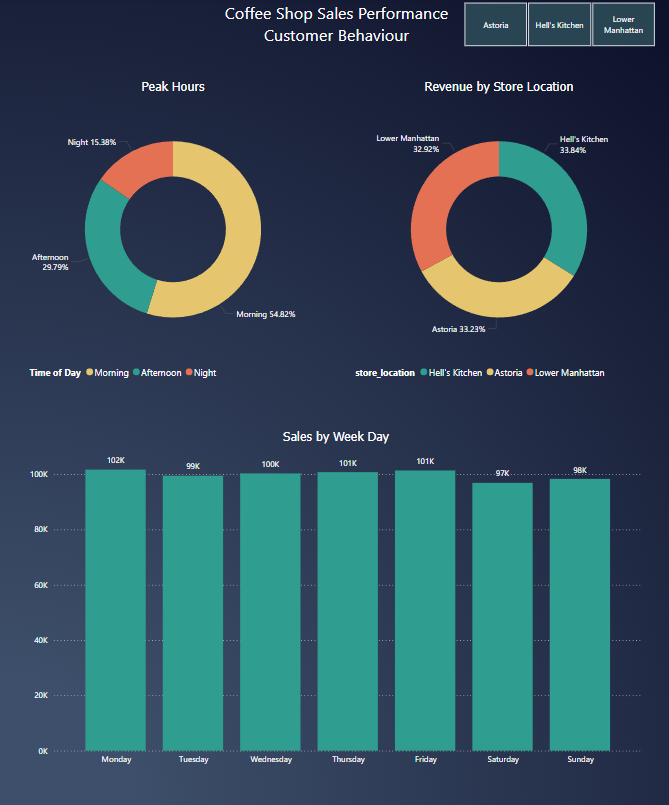 Coffee Shop Sales Performance
Customer Behaviour
Astoria
Hell's Kitchen
Lower
Manhattan
Peak Hours
Night 15.38%
Afternoon
29.79%
Morning 54.82%
Time of Day Morning Afternoon Night
Revenue by Store Location
Lower Manhattan
32.92%
Hell's Kitchen
33.84%
Astoria 33.23%
store_location Hell's Kitchen Astoria Lower Manhattan
Sales by Week Day
100K
80K
60K
40K
20K
0K
102K
99K
100K
101K
101K
97K
98K
Monday
Tuesday
Wednesday
Thursday
Friday
Saturday
Sunday